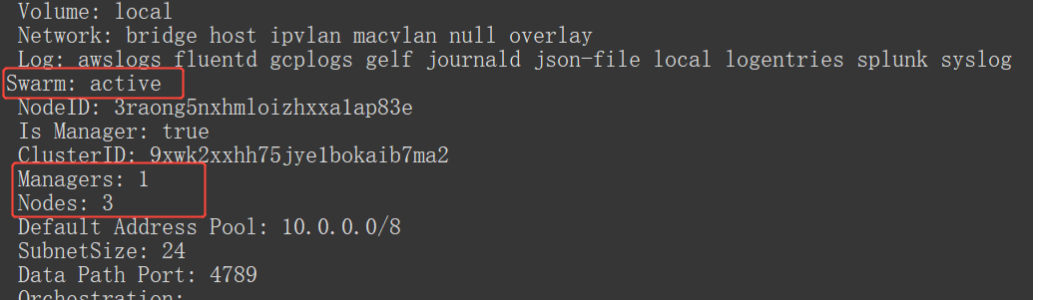 Volume: local
Network: bridge host ipvlan macvlan null overlay
Log: awslogs fluentd gcplogs gelf journald json-file local logentries splunk syslog
Swarm: active
NodeID: 3raong5nxhmloizhxxa1ap83e
Is Manager: true
ClusterID: 9xwk2xxhh75jye1bokaib7ma2
Managers: 1
Nodes: 3
Default Address Pool: 10.0.0.0/8
SubnetSize: 24
Data Path Port: 4789
Orchestration: